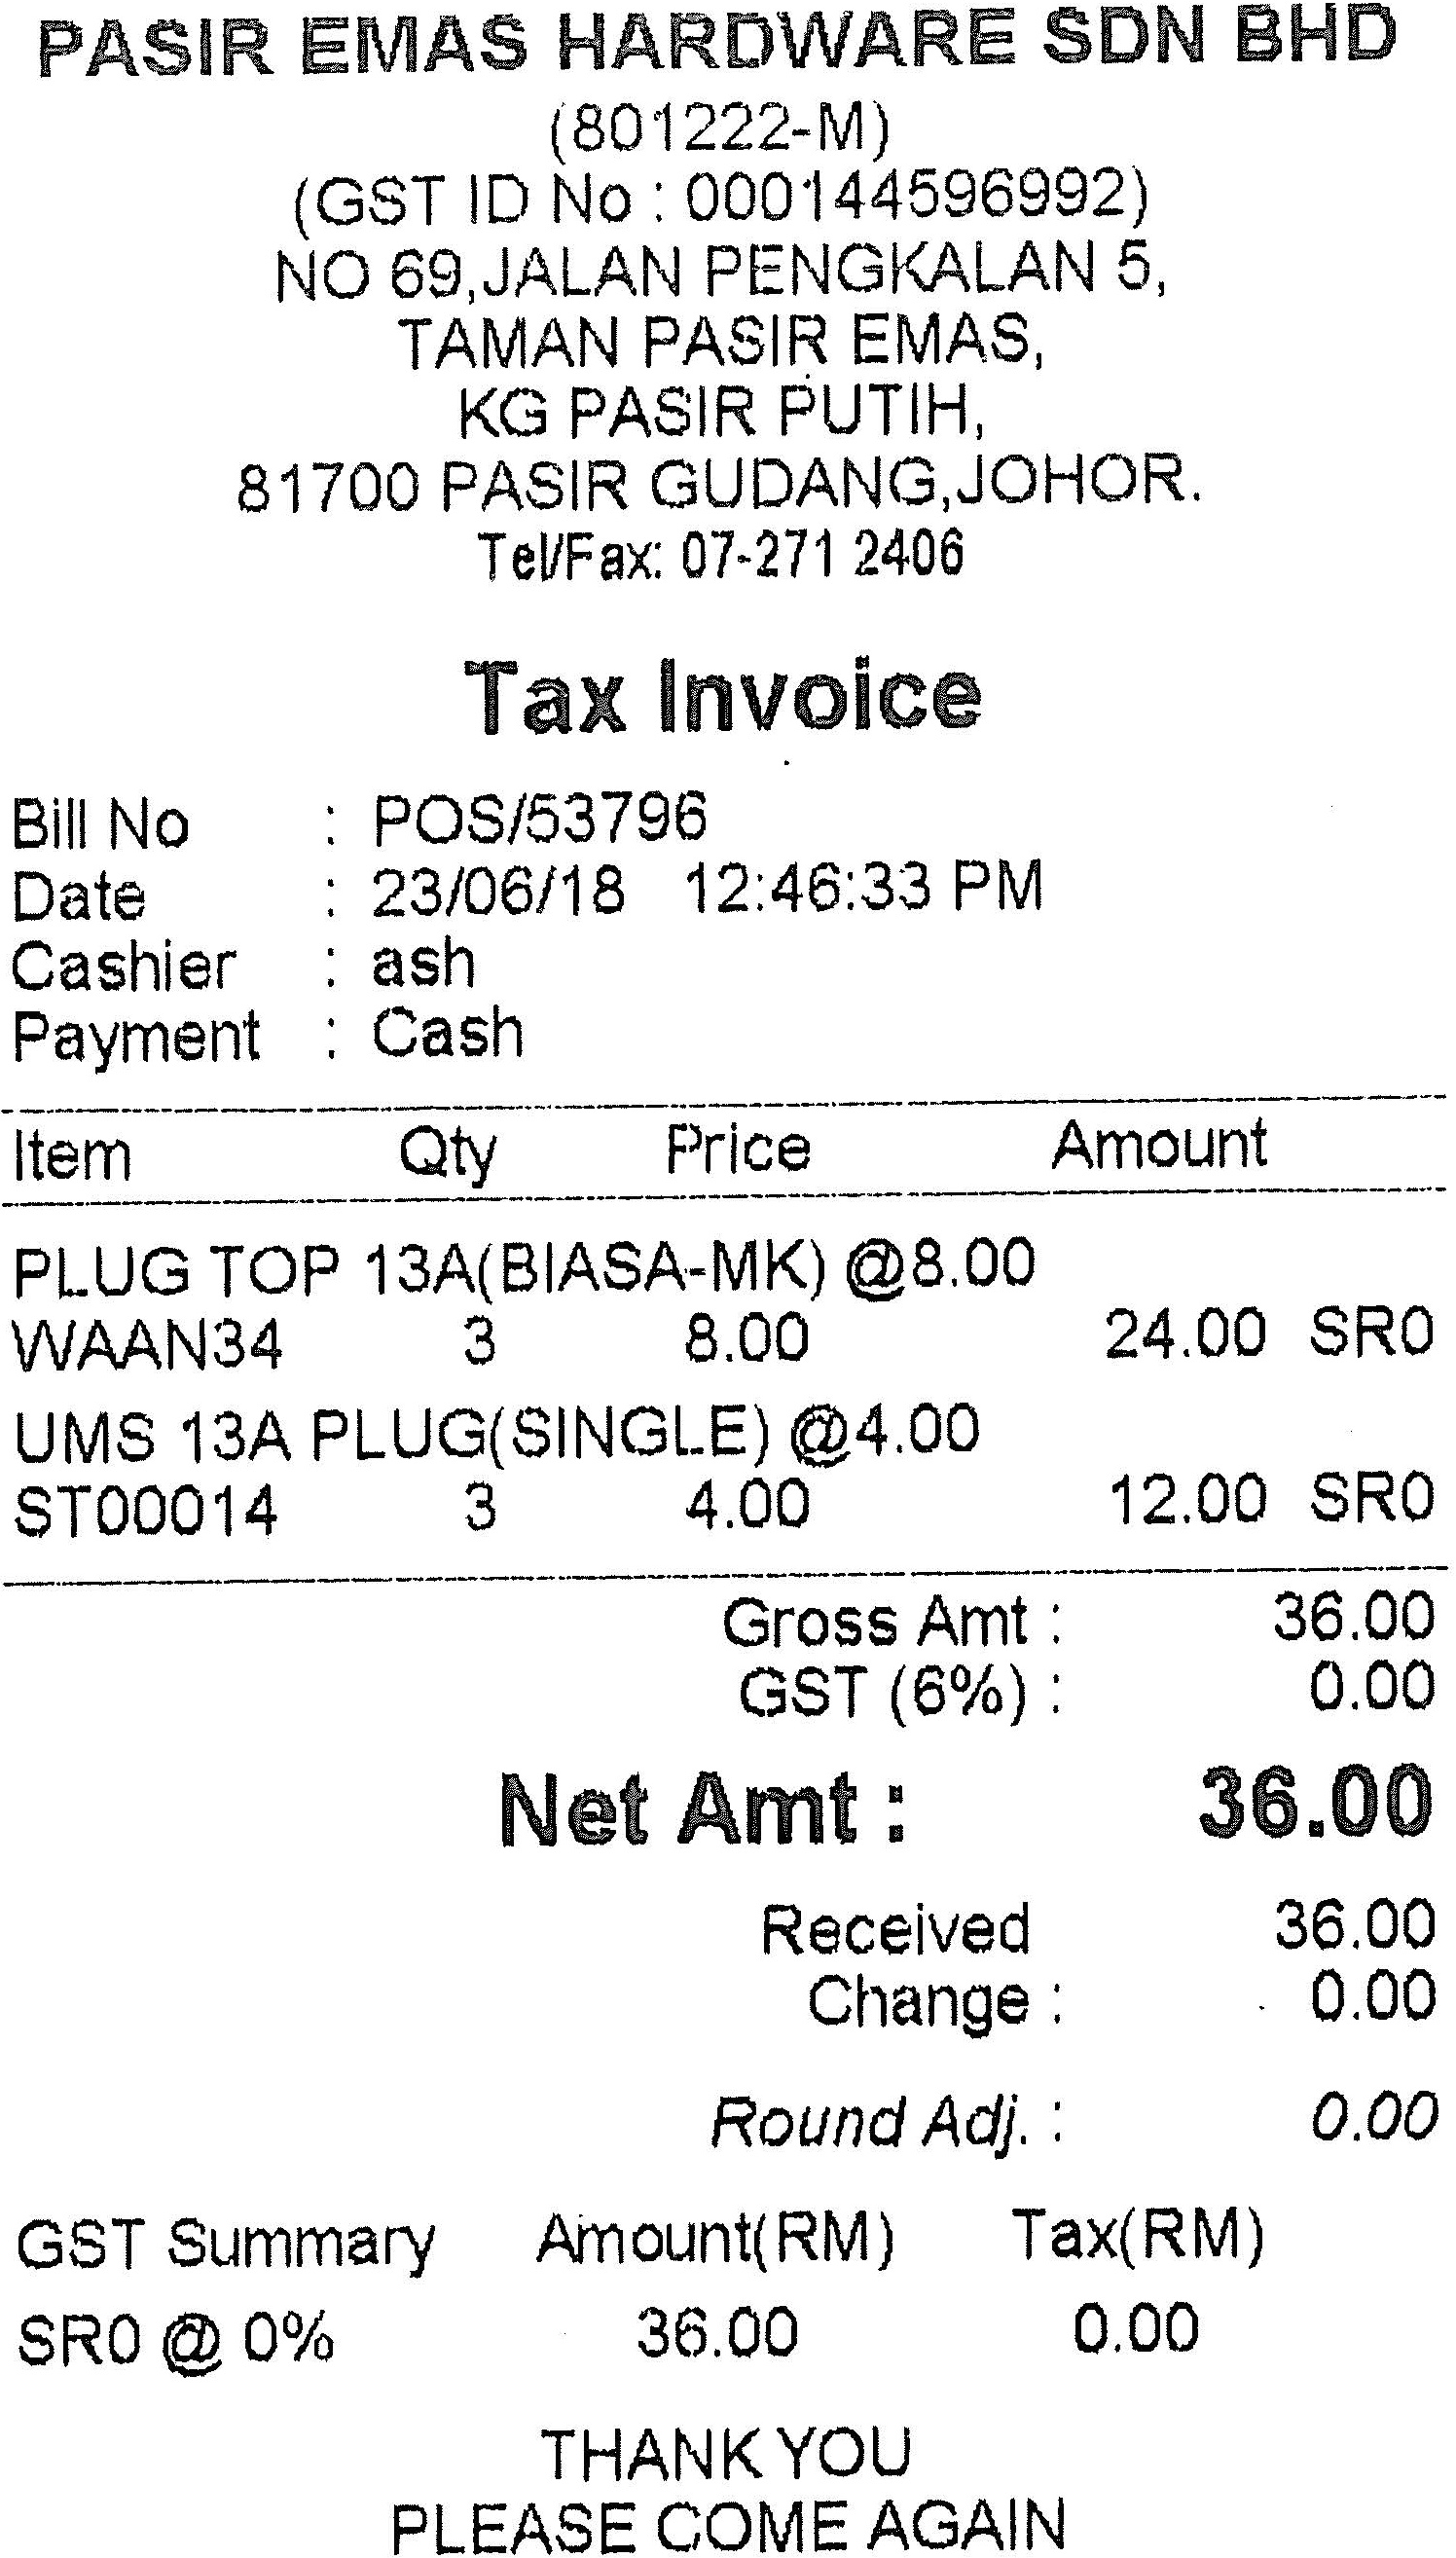 PASIR EMAS HARDWARE SDN BHD
(801222-M)
(GST ID No : 000144596992)
NO 69,JALAN PENGKALAN 5,
TAMAN PASIR EMAS,
KG PASIR PUTIH,
81700 PASIR GUDANG,JOHOR.
Tel/Fax: 07-271 2406
Tax Invoice
Bill No : POS/53796
Date : 23/06/18 12:46:33 PM
Cashier : ash
Payment : Cash
Item Qty Price Amount
PLUG TOP 13A(BIASA-MK) @8.00
WAAN34 3 8.00 24.00 SR0
UMS 13A PLUG(SINGLE) @4.00
ST00014 3 4.00 12.00 SR0
Gross Amt : 36.00
GST (6%) : 0.00
Net Amt : 36.00
Received 36.00
Change : 0.00
Round Adj. : 0.00
GST Summary Amount(RM) Tax(RM)
SR0 @ 0% 36.00 0.00
THANK YOU
PLEASE COME AGAIN